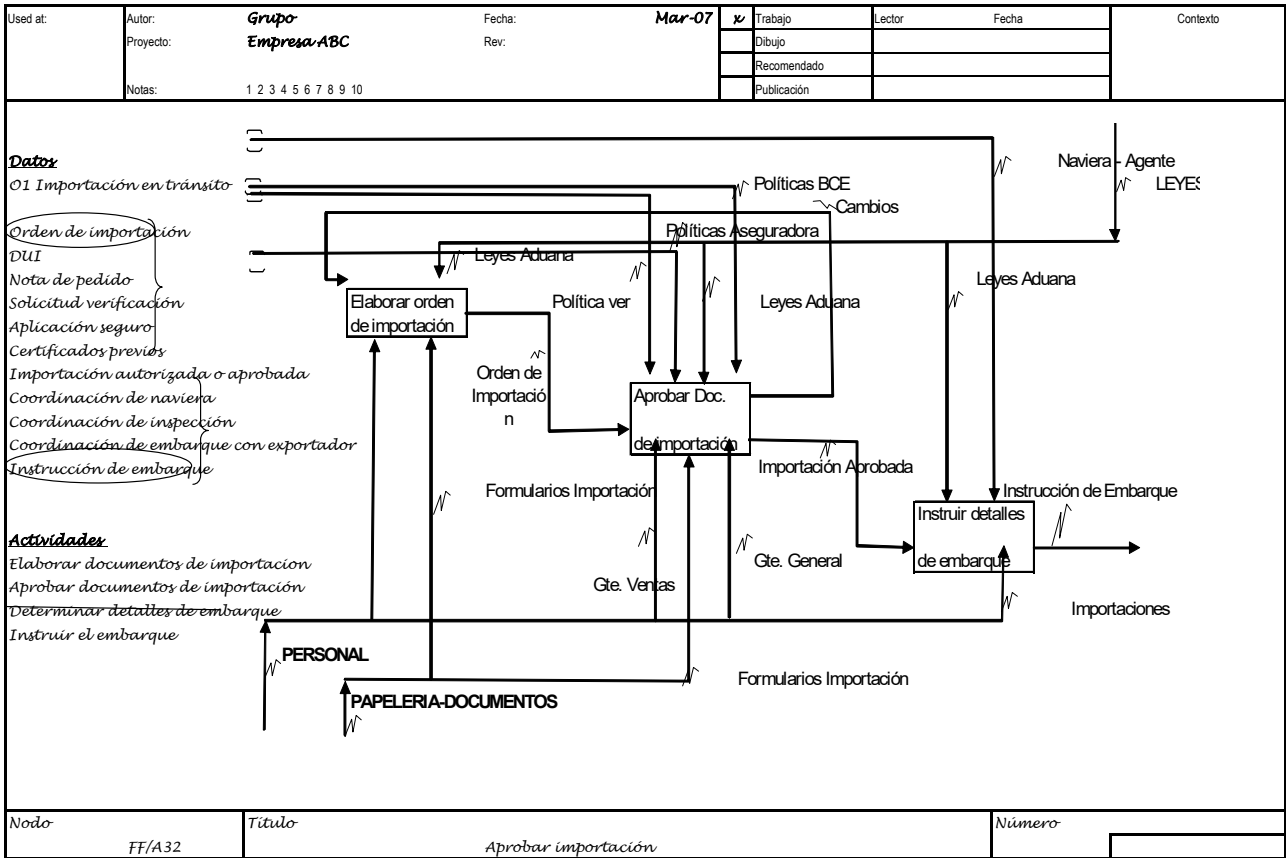 Used at:
Autor: Grupo Fecha: Mar-07 x Trabajo Lector Fecha Contexto
Proyecto: Empresa ABC Rev: Dibujo
Recomendado
Notas: 1 2 3 4 5 6 7 8 9 10 Publicación
Datos
O1 Importación en tránsito
Orden de importación
DUI
Nota de pedido
Solicitud verificación
Aplicación seguro
Certificados previos
Importación autorizada o aprobada
Coordinación de naviera
Coordinación de inspección
Coordinación de embarque con exportador
Instrucción de embarque
Actividades
Elaborar documentos de importacion
Aprobar documentos de importación
Determinar detalles de embarque
Instruir el embarque
Naviera - Agente
LEYES
Políticas BCE
Cambios
Políticas Aseguradora
Leyes Aduana
Leyes Aduana
Elaborar orden
de importación
Política ver
Leyes Aduana
Orden de
Importació
n
Aprobar Doc.
de importación
Importación Aprobada
Formularios Importación
Instrucción de Embarque
Instruir detalles
de embarque
Gte. General
Gte. Ventas
Importaciones
PERSONAL
Formularios Importación
PAPELERIA-DOCUMENTOS
Nodo Título Número
FF/A32 Aprobar importación